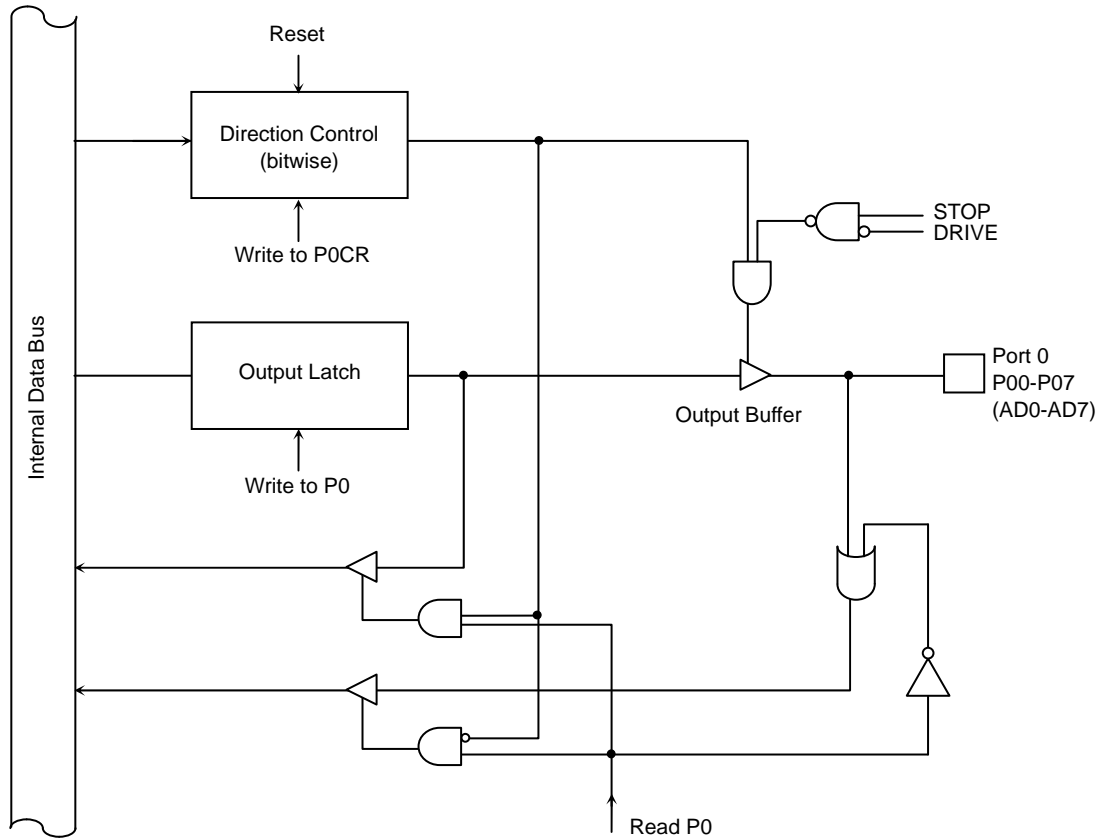 Reset
Direction Control
(bitwise)
Write to P0CR
STOP
DRIVE
Internal Data Bus
Output Latch
Write to P0
Output Buffer
Port 0
P00-P07
(AD0-AD7)
Read P0